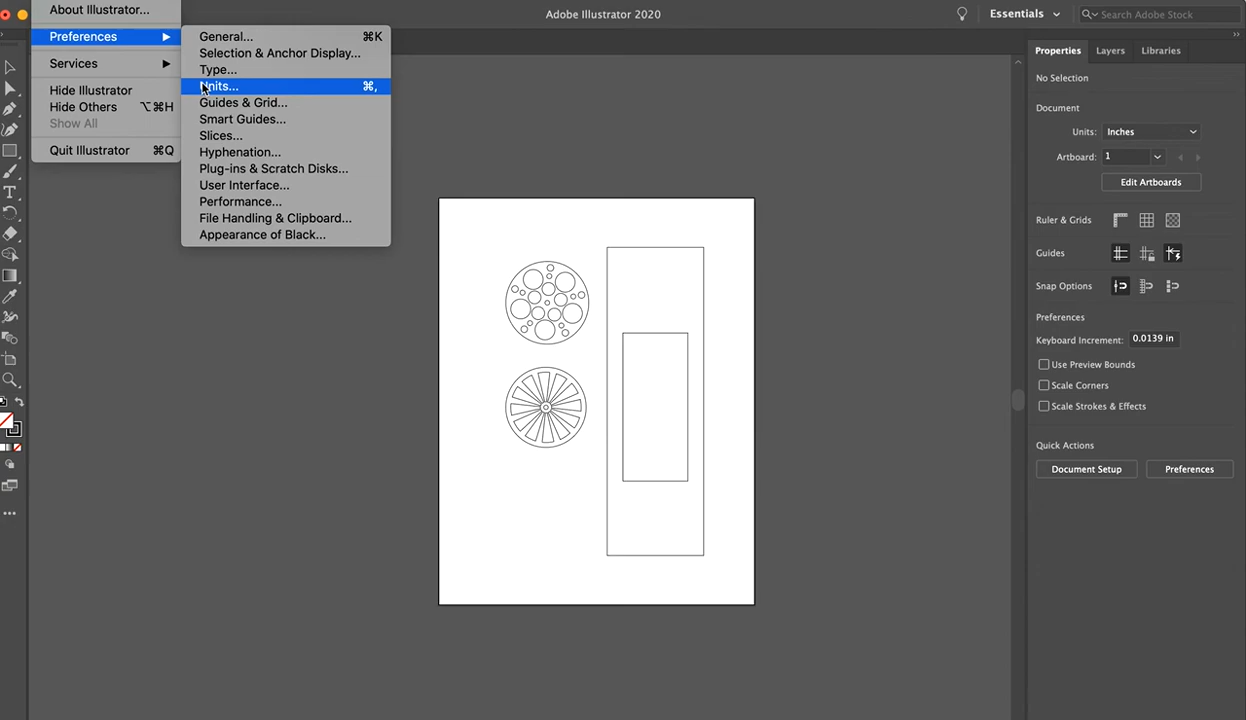 Adobe Illustrator 2020
Essentials
Search Adobe Stock
About Illustrator...
Preferences
Services
Hide Illustrator
Hide Others ⌥⌘H
Show All
Quit Illustrator ⌘Q
General... ⌘K
Selection & Anchor Display...
Type...
Units... ⌘,
Guides & Grid...
Smart Guides...
Slices...
Hyphenation...
Plug-ins & Scratch Disks...
User Interface...
Performance...
File Handling & Clipboard...
Appearance of Black...
Properties Layers Libraries
No Selection
Document
Units: Inches
Artboard: 1
Edit Artboards
Ruler & Grids
Guides
Snap Options
Preferences
Keyboard Increment: 0.0139 in
Use Preview Bounds
Scale Corners
Scale Strokes & Effects
Quick Actions
Document Setup Preferences